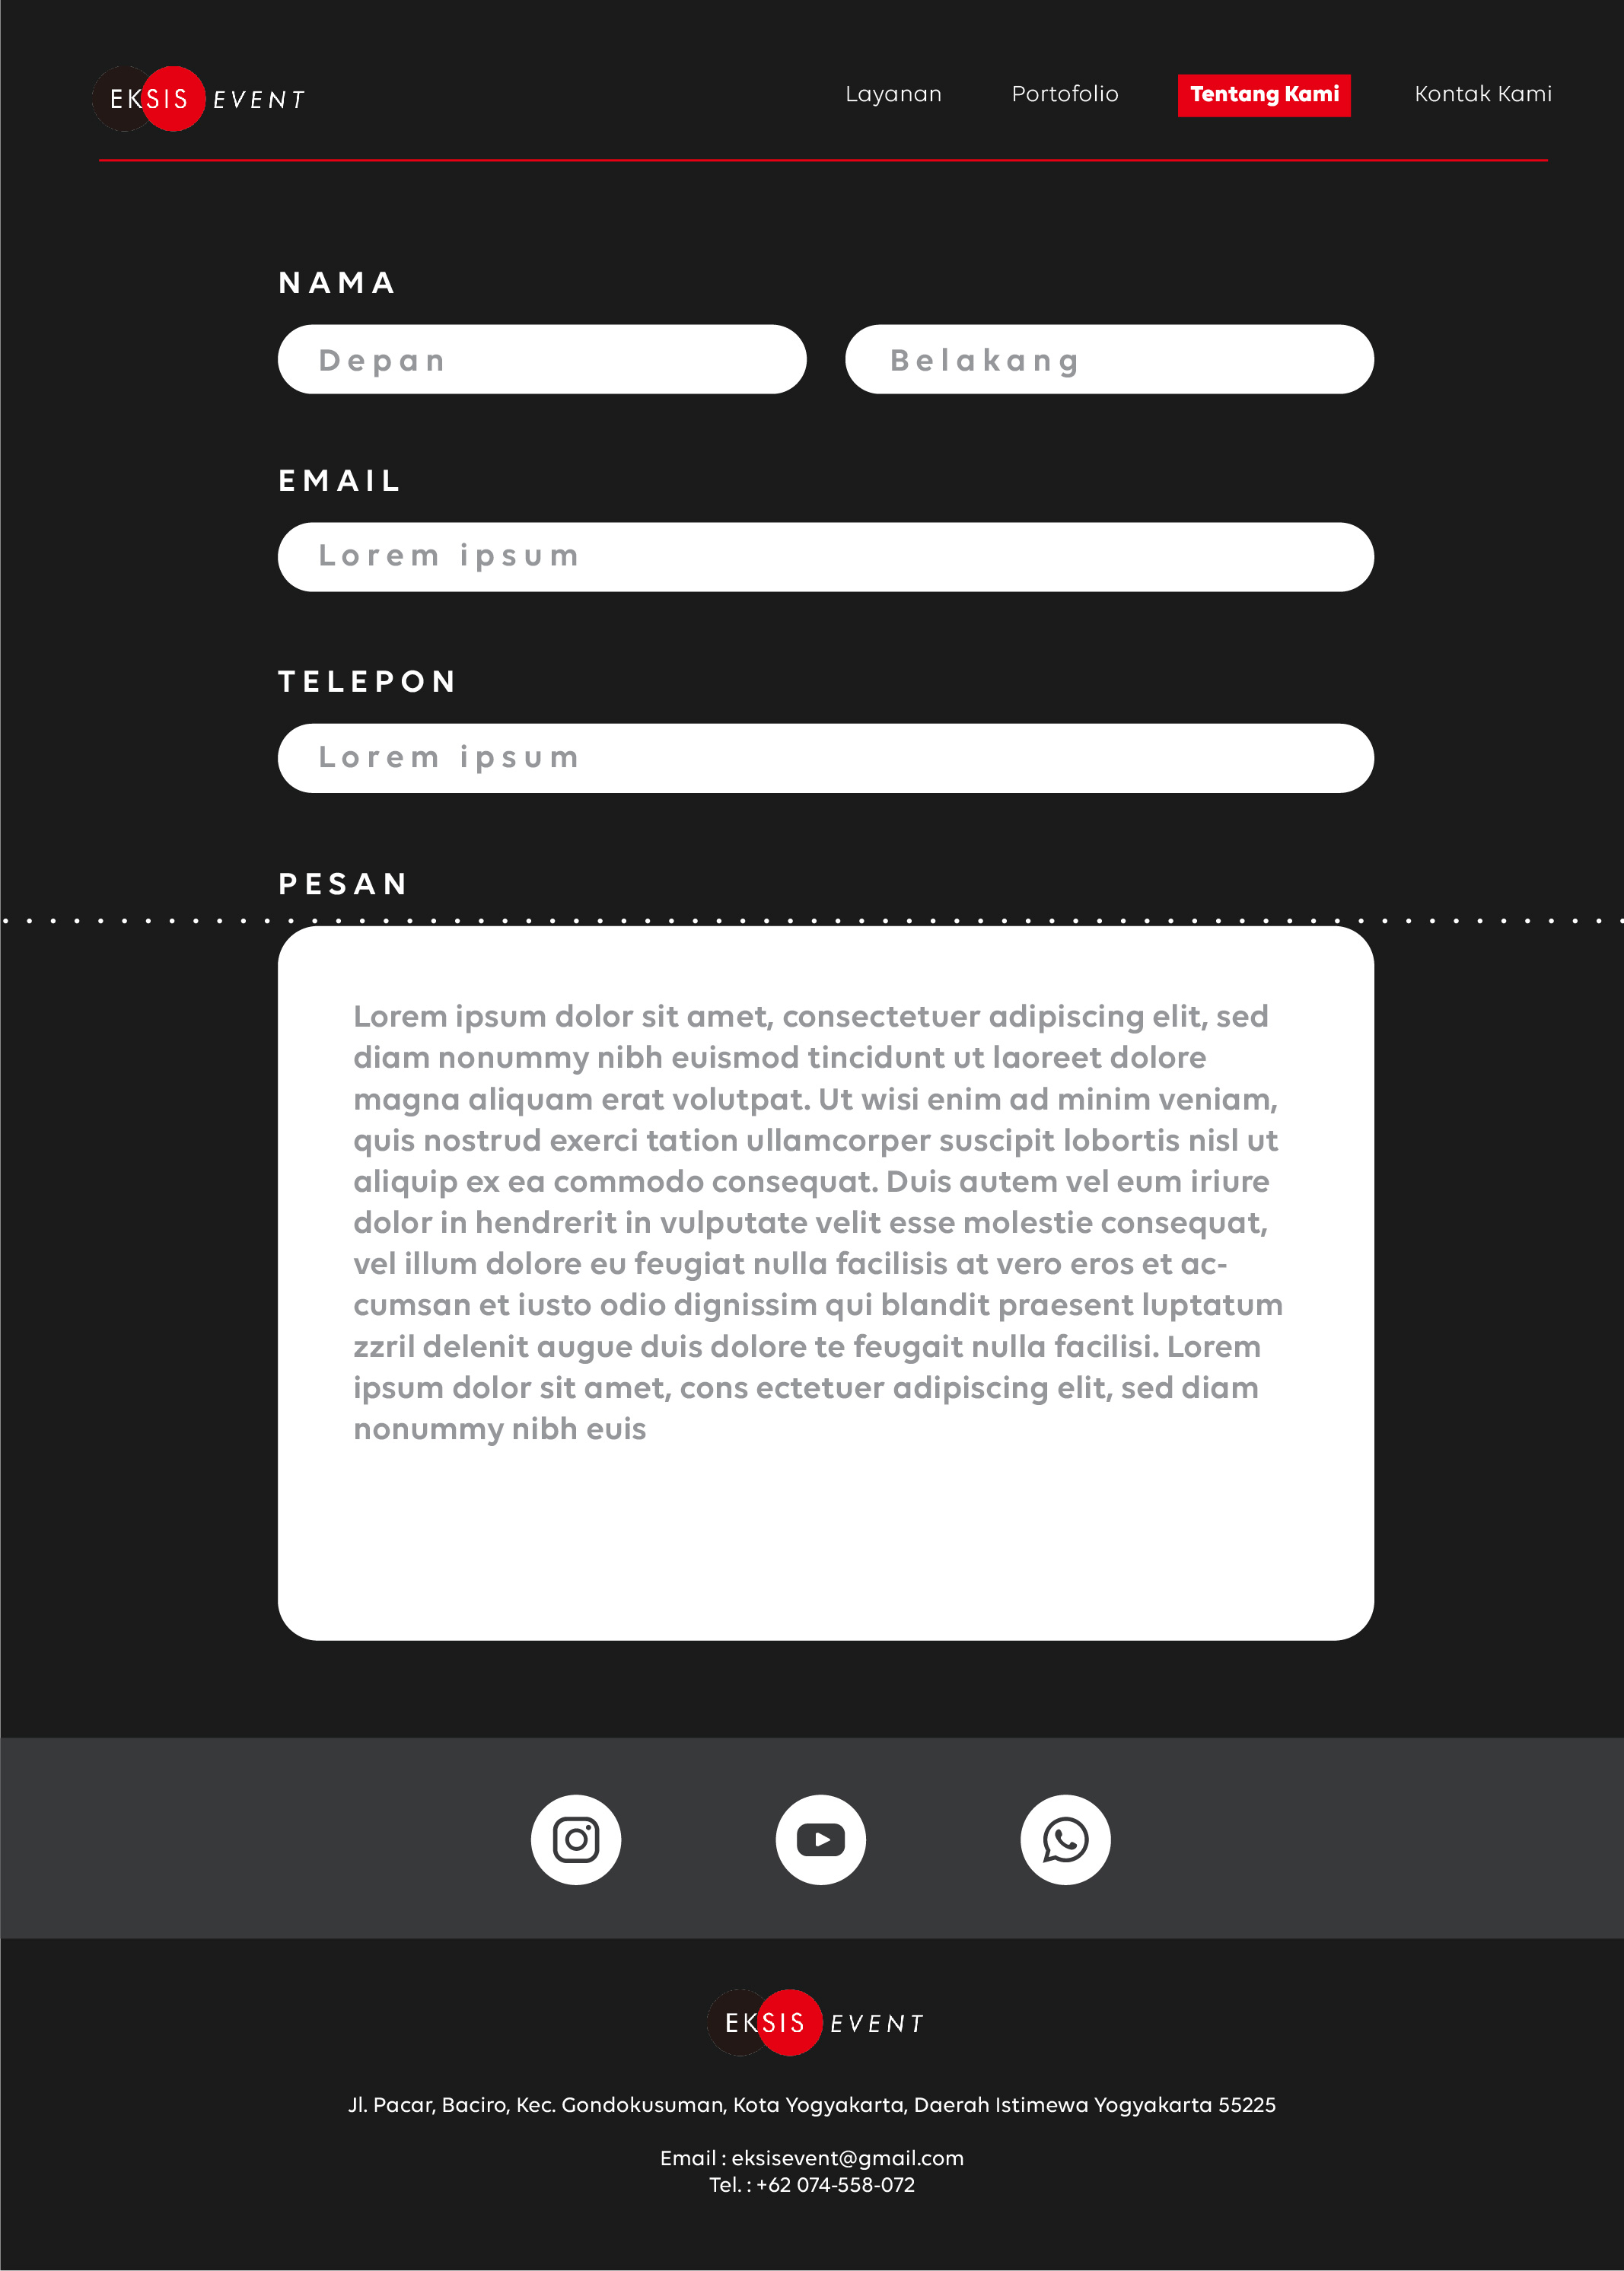 EKSIS EVENT
Layanan Portofolio Tentang Kami Kontak Kami
NAMA
Depan Belakang
EMAIL
Lorem ipsum
TELEPON
Lorem ipsum
PESAN
Lorem ipsum dolor sit amet, consectetuer adipiscing elit, sed
diam nonummy nibh euismod tincidunt ut laoreet dolore
magna aliquam erat volutpat. Ut wisi enim ad minim veniam,
quis nostrud exerci tation ullamcorper suscipit lobortis nisl ut
aliquip ex ea commodo consequat. Duis autem vel eum iriure
dolor in hendrerit in vulputate velit esse molestie consequat,
vel illum dolore eu feugiat nulla facilisis at vero eros et ac-
cumsan et iusto odio dignissim qui blandit praesent luptatum
zzril delenit augue duis dolore te feugait nulla facilisi. Lorem
ipsum dolor sit amet, cons ectetuer adipiscing elit, sed diam
nonummy nibh euis
EKSIS EVENT
Jl. Pacar, Baciro, Kec. Gondokusuman, Kota Yogyakarta, Daerah Istimewa Yogyakarta 55225
Email : eksisevent@gmail.com
Tel. : +62 074-558-072